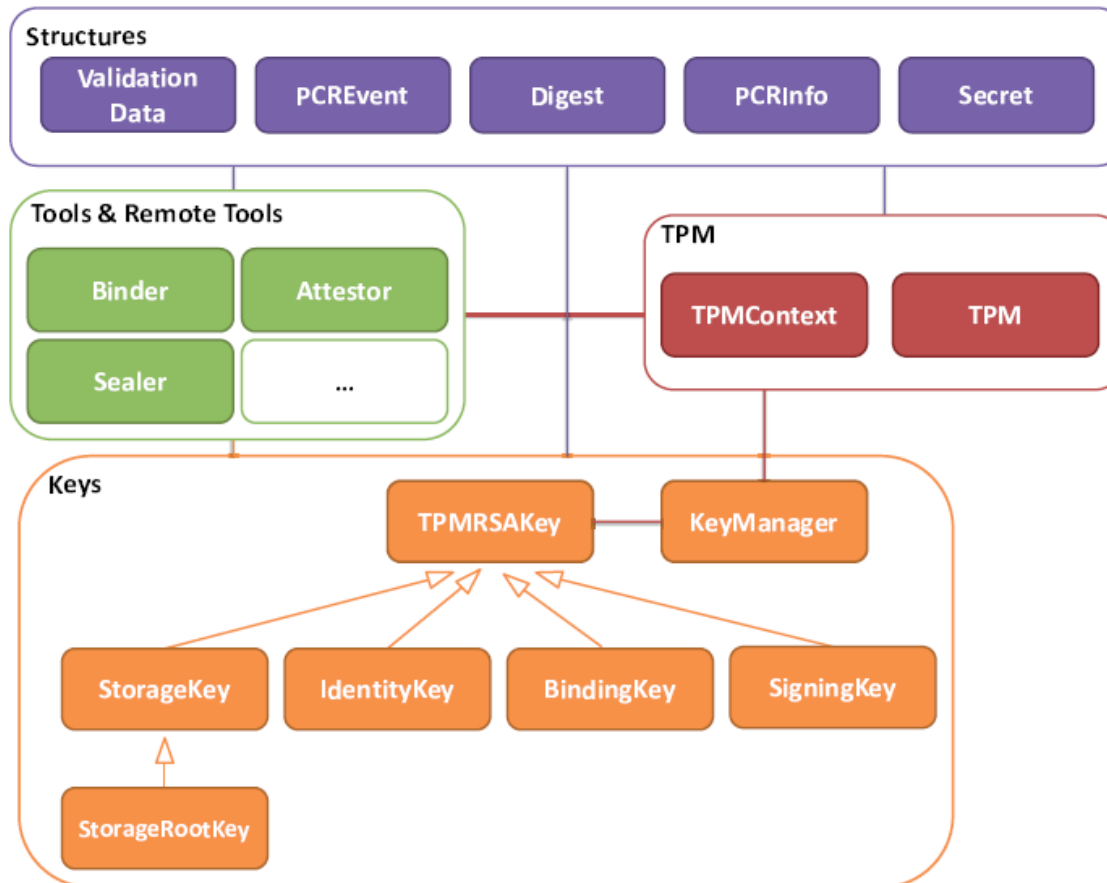 Structures
Validation
Data
PCREvent
Digest
PCRInfo
Secret
Tools & Remote Tools
Binder
Attestor
Sealer
...
TPM
TPMContext
TPM
Keys
TPMRSAKey
KeyManager
StorageKey
IdentityKey
BindingKey
SigningKey
StorageRootKey